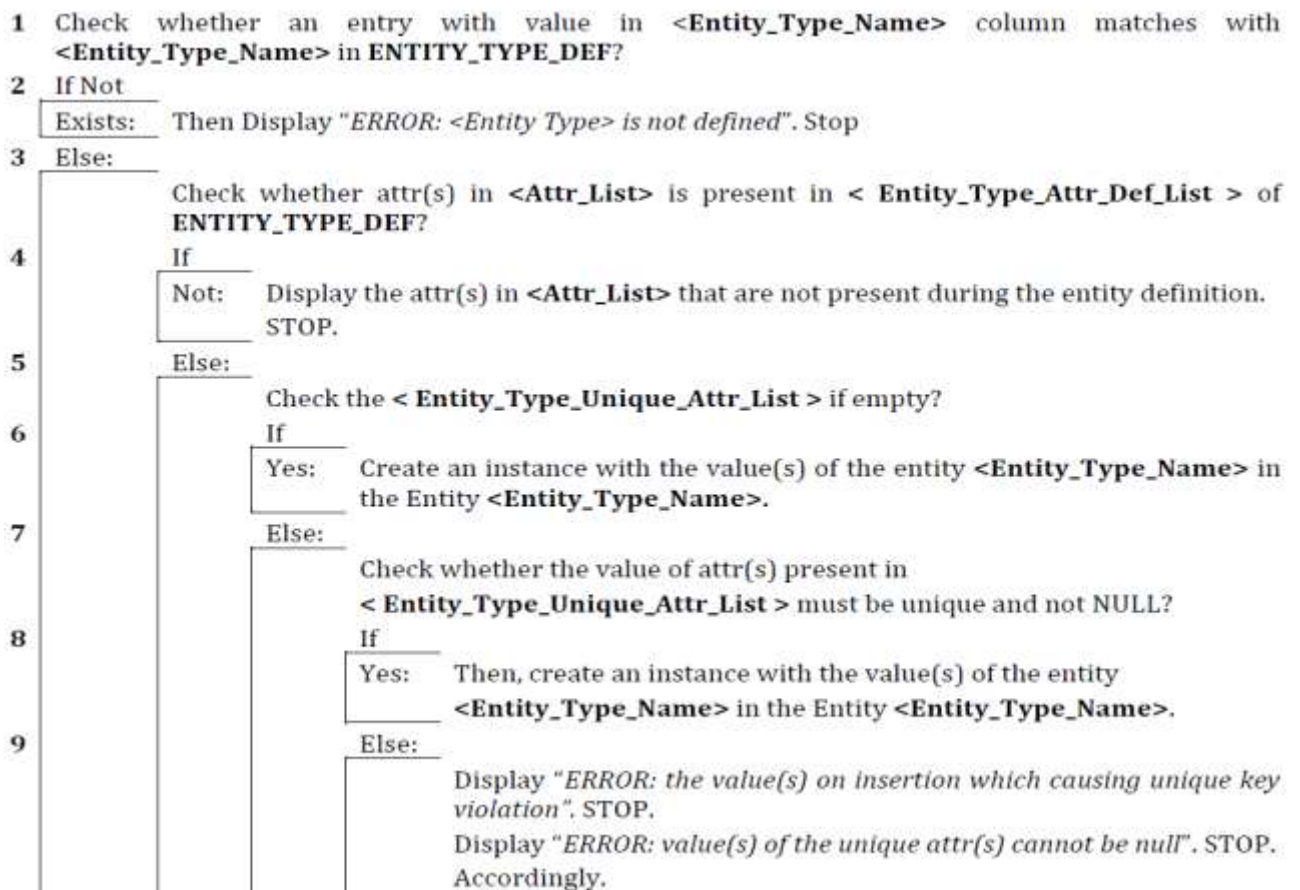 1 Check whether an entry with value in <Entity_Type_Name> column matches with
<Entity_Type_Name> in ENTITY_TYPE_DEF?
2 If Not
Exists: Then Display "ERROR: <Entity Type> is not defined". Stop
3 Else:
Check whether attr(s) in <Attr_List> is present in < Entity_Type_Attr_Def_List > of
ENTITY_TYPE_DEF?
4 If
Not: Display the attr(s) in <Attr_List> that are not present during the entity definition.
STOP.
5 Else:
Check the < Entity_Type_Unique_Attr_List > if empty?
6 If
Yes: Create an instance with the value(s) of the entity <Entity_Type_Name> in
the Entity <Entity_Type_Name>.
7 Else:
Check whether the value of attr(s) present in
< Entity_Type_Unique_Attr_List > must be unique and not NULL?
8 If
Yes: Then, create an instance with the value(s) of the entity
<Entity_Type_Name> in the Entity <Entity_Type_Name>.
9 Else:
Display "ERROR: the value(s) on insertion which causing unique key
violation". STOP.
Display "ERROR: value(s) of the unique attr(s) cannot be null". STOP.
Accordingly.